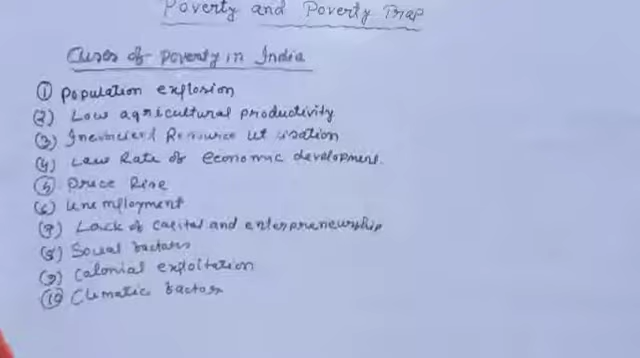 Poverty and Poverty Trap
Causes of poverty in India
① Population explosion
(2) Low agricultural productivity
(3) Inefficient Resource utilisation
(4) Low Rate of economic development.
(5) Price Rise
(6) Unemployment
(7) Lack of capital and enterpreneurship
(8) Social factors
(9) Colonial exploitation
(10) Climatic factors